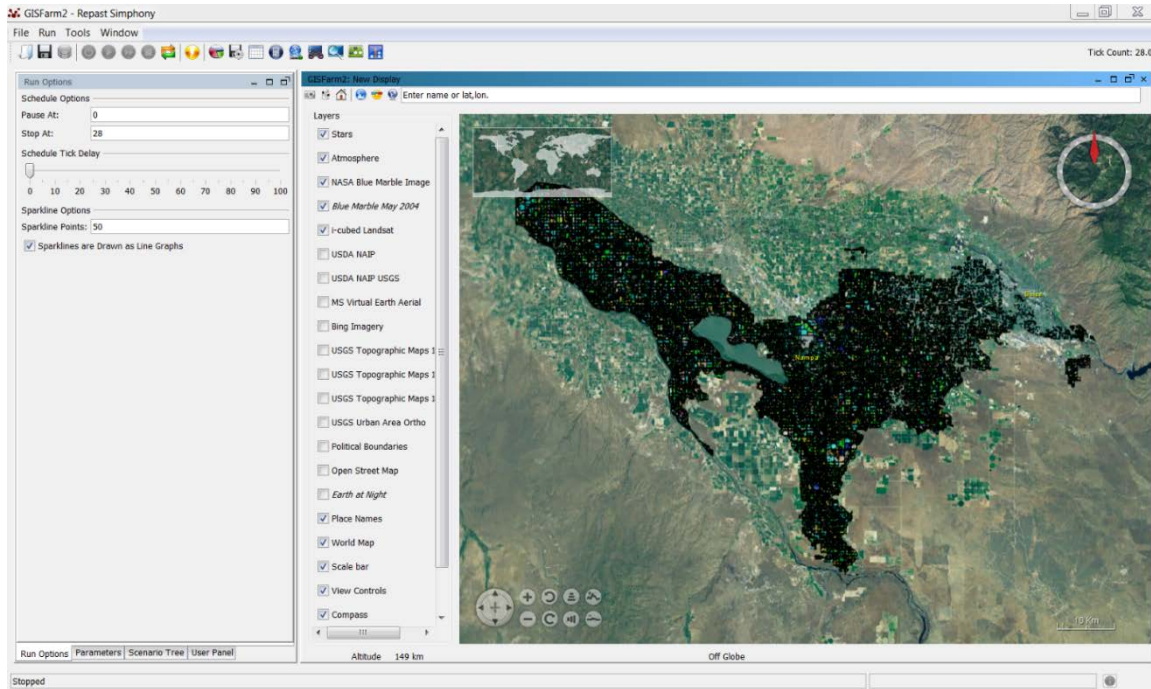 GISFarm2 - Repast Simphony
File Run Tools Window
Tick Count: 28.0
Run Options
Schedule Options
Pause At: 0
Stop At: 28
Schedule Tick Delay
0 10 20 30 40 50 60 70 80 90 100
Sparkline Options
Sparkline Points: 50
Sparklines are Drawn as Line Graphs
GISFarm2: New Display
Enter name or lat,lon.
Layers
Stars
Atmosphere
NASA Blue Marble Image
Blue Marble May 2004
i-cubed Landsat
USDA NAIP
USDA NAIP USGS
MS Virtual Earth Aerial
Bing Imagery
USGS Topographic Maps 1
USGS Topographic Maps 1
USGS Topographic Maps 1
USGS Urban Area Ortho
Political Boundaries
Open Street Map
Earth at Night
Place Names
World Map
Scale bar
View Controls
Compass
Nampa
10 Km
Run Options Parameters Scenario Tree User Panel
Altitude 149 km
Off Globe
Stopped